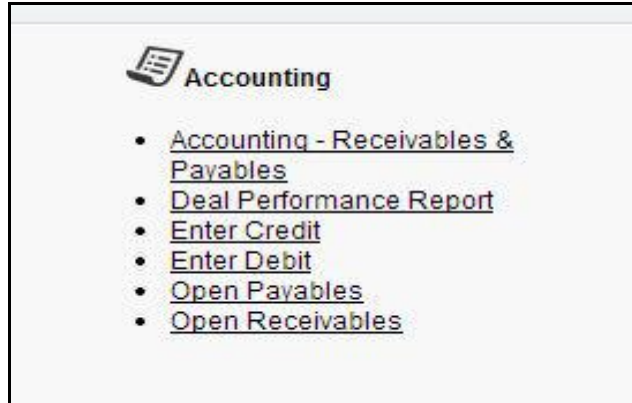 Accounting
Accounting - Receivables &
Payables
Deal Performance Report
Enter Credit
Enter Debit
Open Payables
Open Receivables